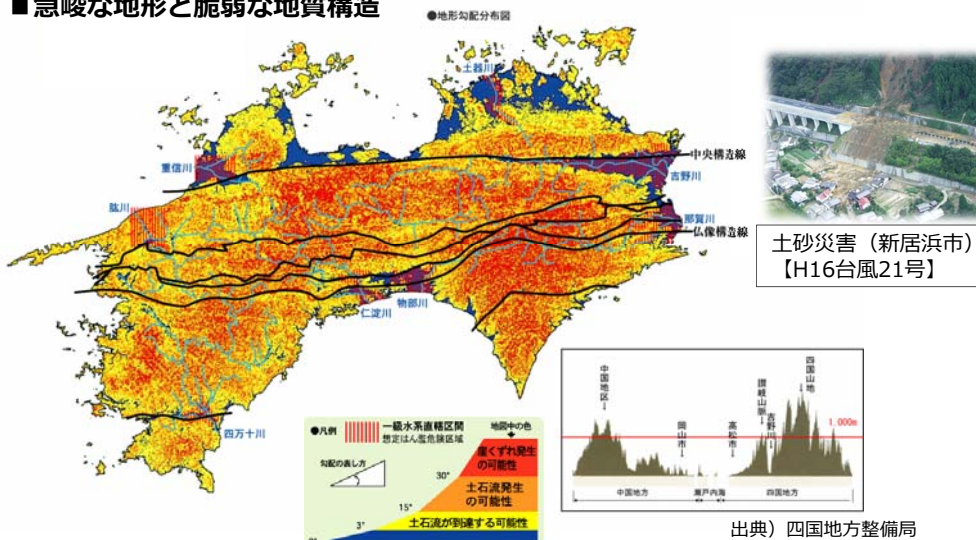 ■急峻な地形と脆弱な地質構造
●地形勾配分布図
土器川
中央構造線
重信川
吉野川
肱川
那賀川
仏像構造線
土砂災害（新居浜市）
【H16台風21号】
物部川
仁淀川
四万十川
●凡例
一級水系直轄区間
想定はん濫危険区域
地図中の色
勾配の表し方
崖くずれ発生
の可能性
30°
土石流発生
の可能性
15°
土石流が到達する可能性
3°
0°
中国地区
岡山市
高松市
讃岐山脈
吉野川
四国山地
1,000m
中国地方
瀬戸内海
四国地方
出典）四国地方整備局